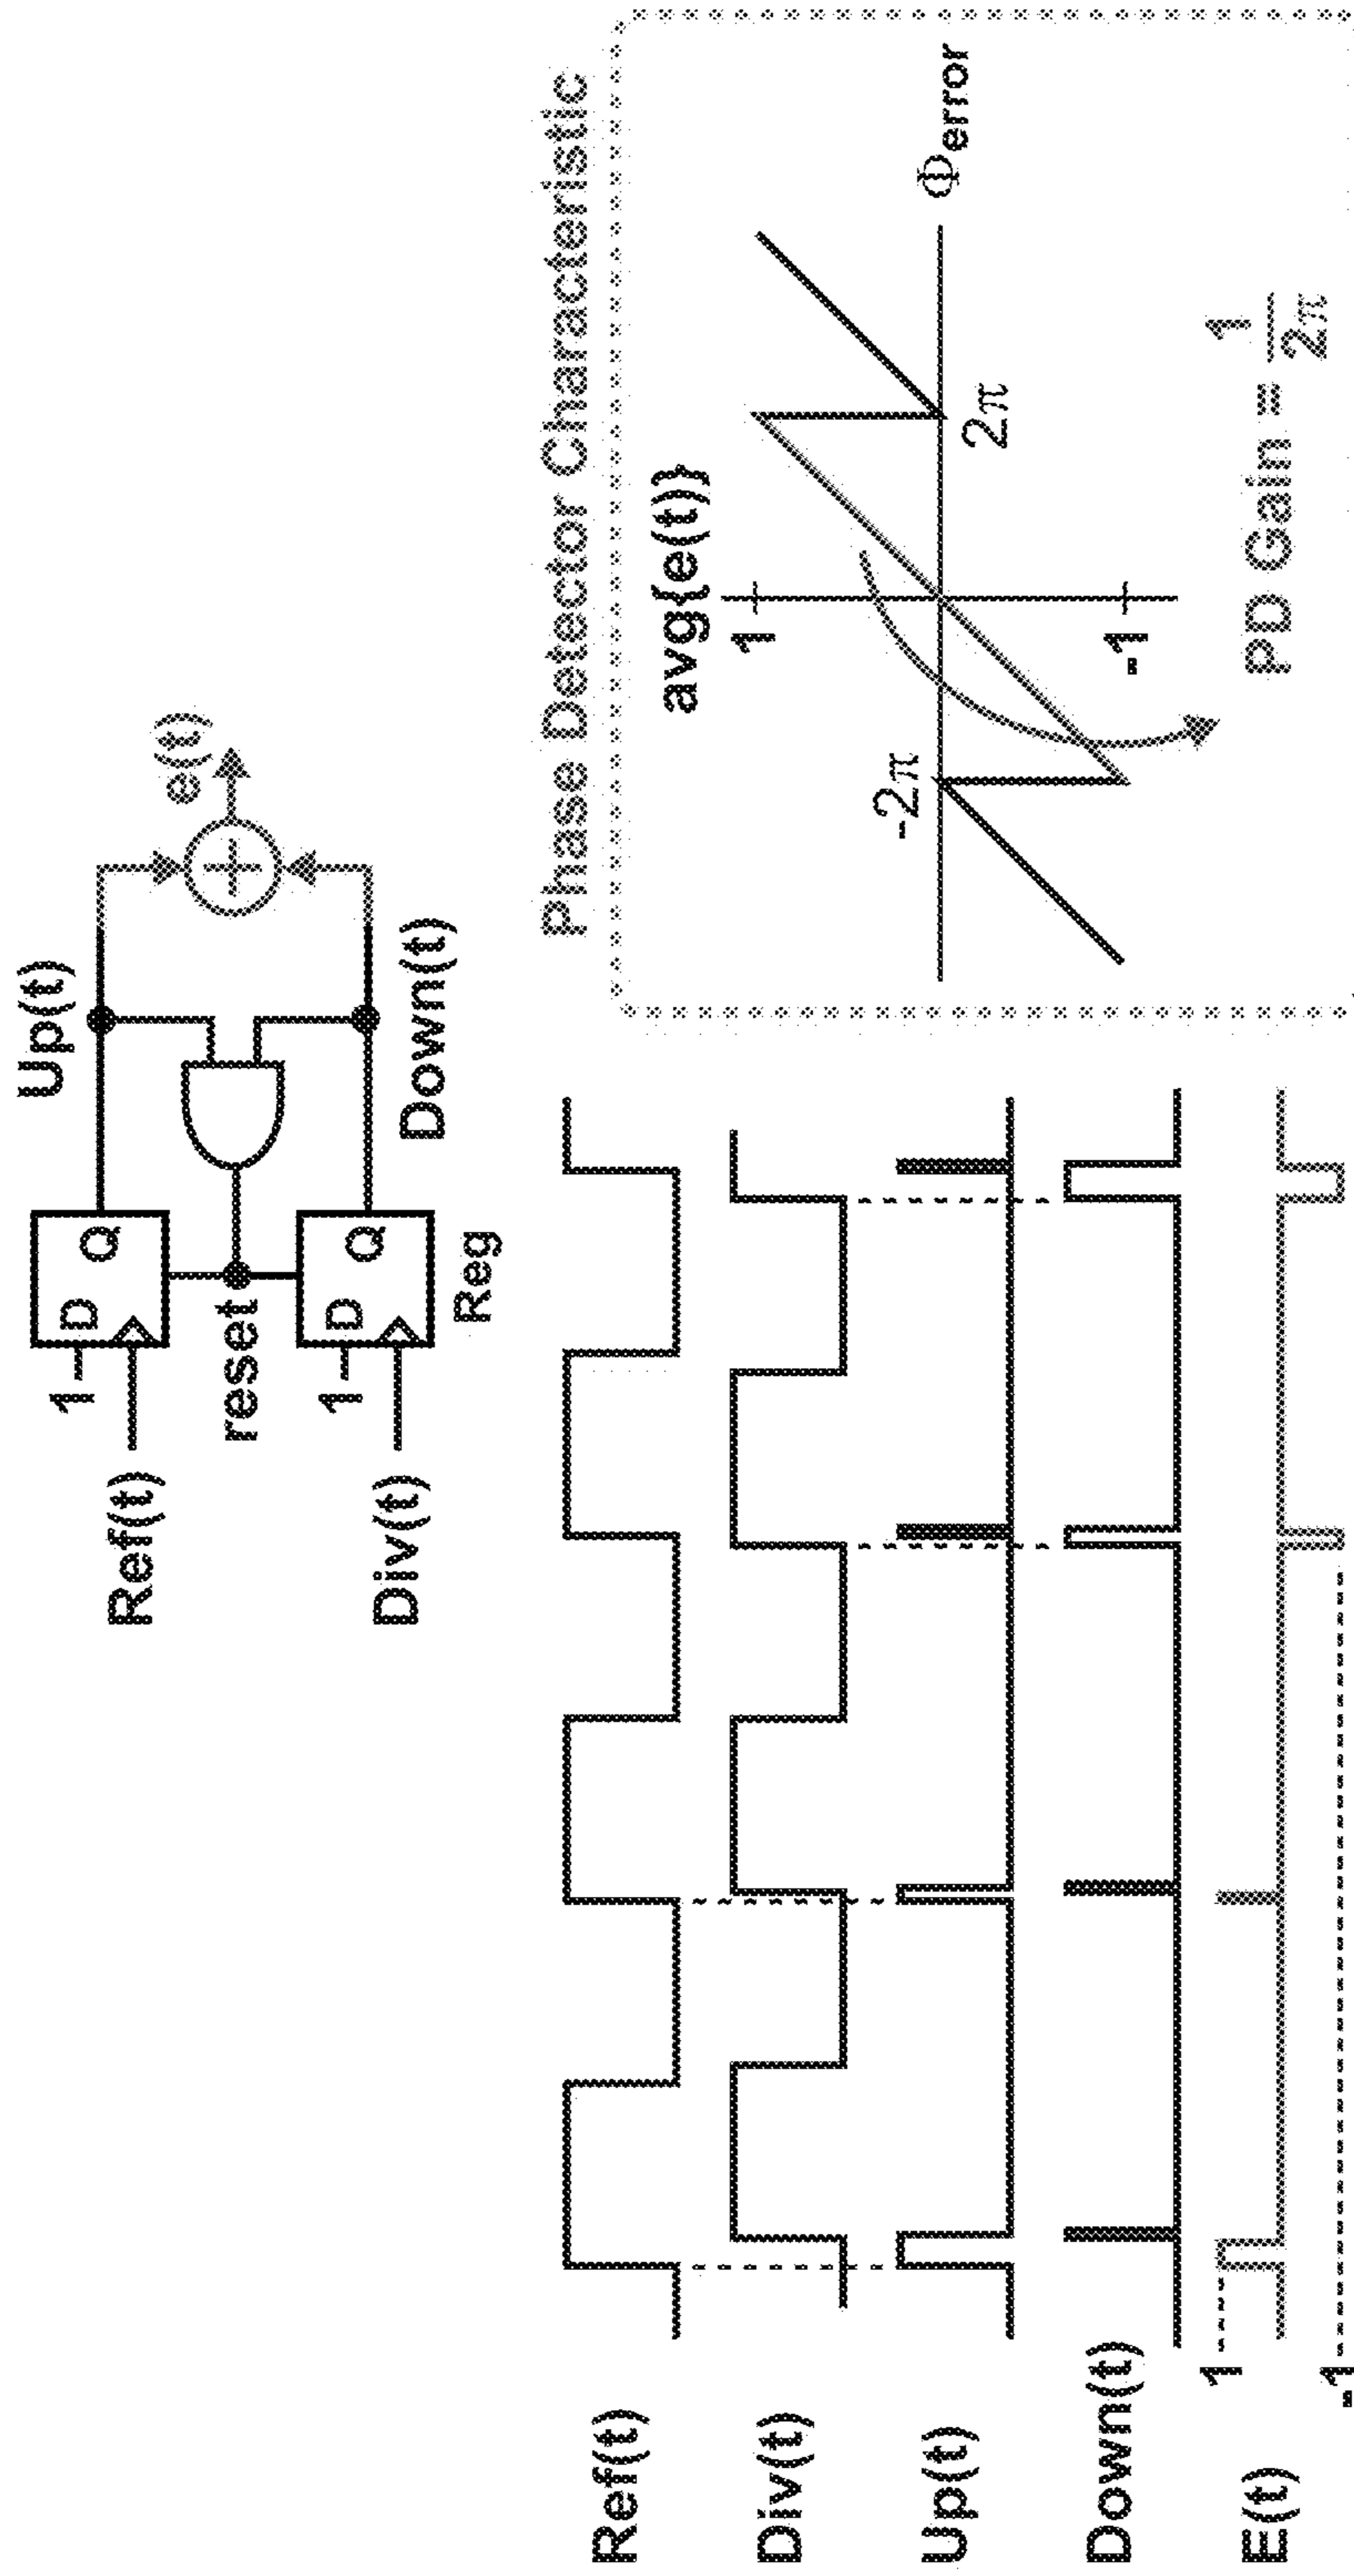 Up(t)
e(t)
1 D Q
Ref(t)
reset
1 D Q
Div(t)
Down(t)
Reg
Ref(t)
Div(t)
Up(t)
Down(t)
1
E(t)
-1
Phase Detector Characteristic
avg{e(t)}
1
-2π
2π
Φerror
-1
PD Gain = 1
2π